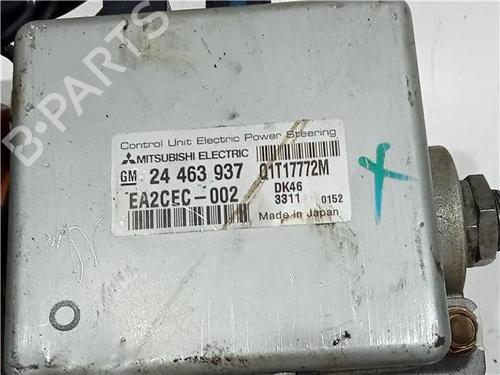 B-PARTS
Control Unit Electric Power Steering
MITSUBISHI ELECTRIC
GM 24 463 937 Q1T17772M
EA2CEC-002 DK46
3311 0152
Made in Japan